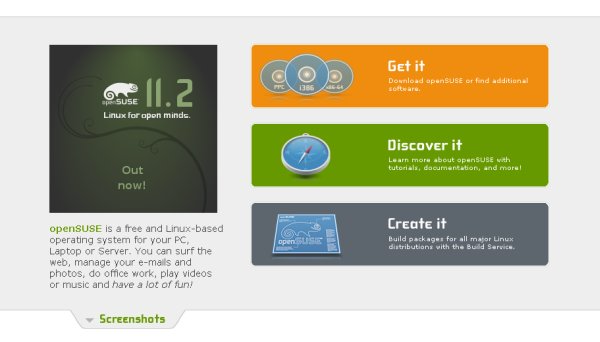 openSUSE 11.2
Linux for open minds.
Out
now!
openSUSE is a free and Linux-based
operating system for your PC,
Laptop or Server. You can surf the
web, manage your e-mails and
photos, do office work, play videos
or music and have a lot of fun!
PPC i386 x86-64
Get it
Download openSUSE or find additional
software.
Discover it
Learn more about openSUSE with
tutorials, documentation, and more!
openSUSE
Create it
Build packages for all major Linux
distributions with the Build Service.
Screenshots